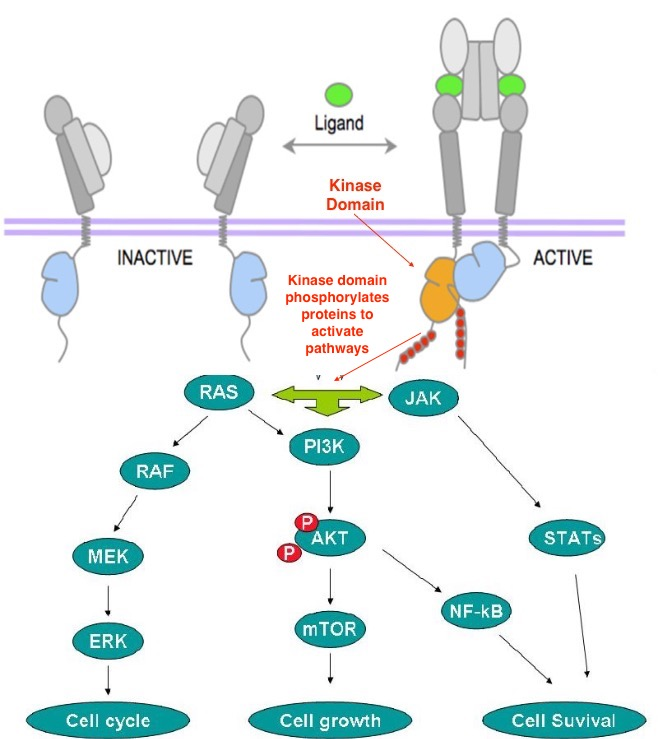 Ligand
Kinase
Domain
INACTIVE
ACTIVE
Kinase domain
phosphorylates
proteins to
activate
pathways
RAS
JAK
PI3K
RAF
P
AKT
P
MEK
STATs
NF-kB
mTOR
ERK
Cell cycle
Cell growth
Cell Suvival